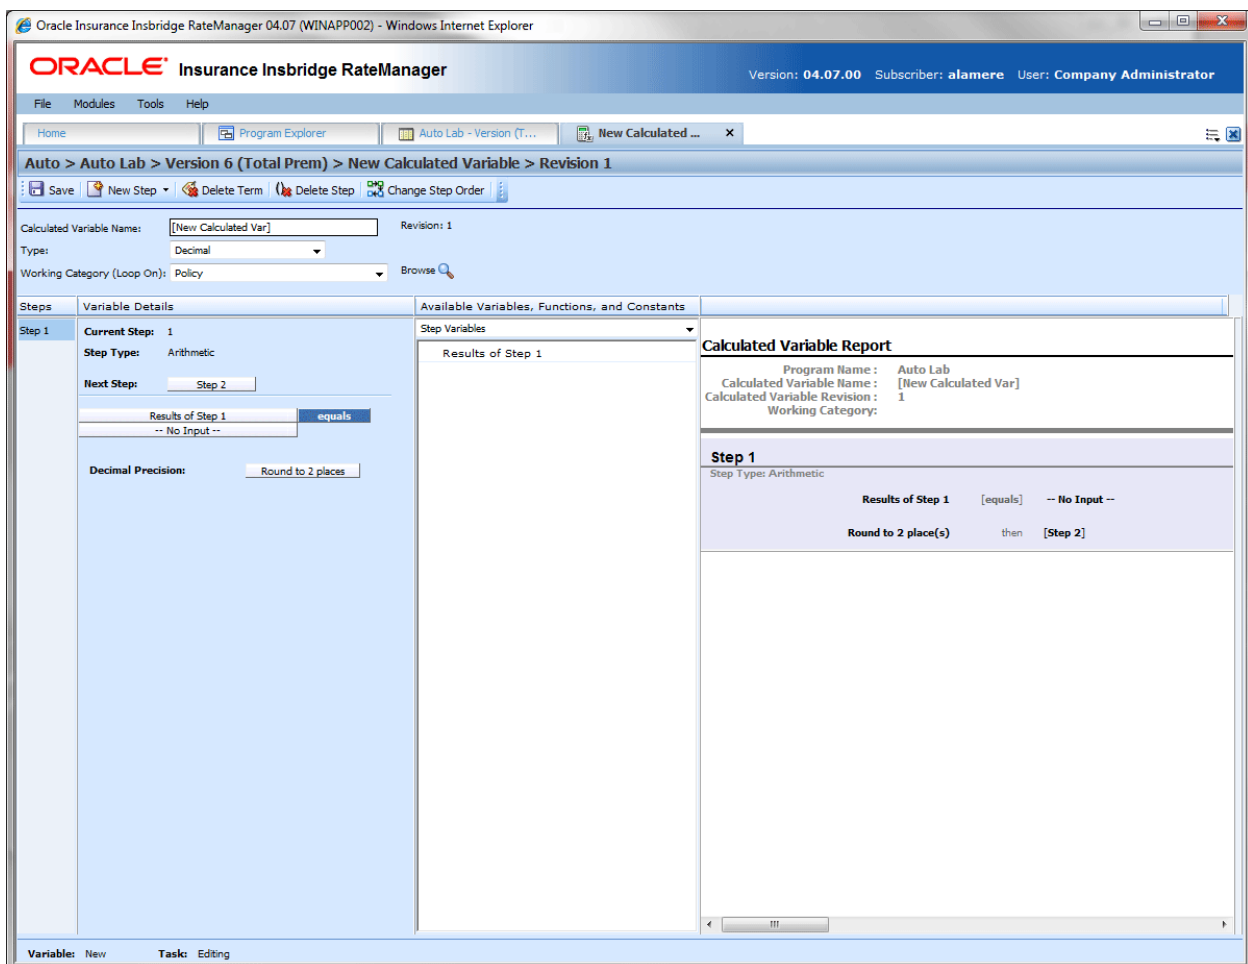 Oracle Insurance Insbridge RateManager 04.07 (WINAPP002) - Windows Internet Explorer
ORACLE Insurance Insbridge RateManager
Version: 04.07.00 Subscriber: alamere User: Company Administrator
File Modules Tools Help
Home Program Explorer Auto Lab - Version (T... New Calculated ... x
Auto > Auto Lab > Version 6 (Total Prem) > New Calculated Variable > Revision 1
Save New Step Delete Term Delete Step Change Step Order
Calculated Variable Name: [New Calculated Var] Revision: 1
Type: Decimal
Working Category (Loop On): Policy Browse
Steps Variable Details Available Variables, Functions, and Constants
Step 1 Current Step: 1 Step Variables
Step Type: Arithmetic Results of Step 1
Next Step: Step 2
Results of Step 1 equals
-- No Input --
Decimal Precision: Round to 2 places
Calculated Variable Report
Program Name : Auto Lab
Calculated Variable Name : [New Calculated Var]
Calculated Variable Revision : 1
Working Category:
Step 1
Step Type: Arithmetic
Results of Step 1 [equals] -- No Input --
Round to 2 place(s) then [Step 2]
Variable: New Task: Editing